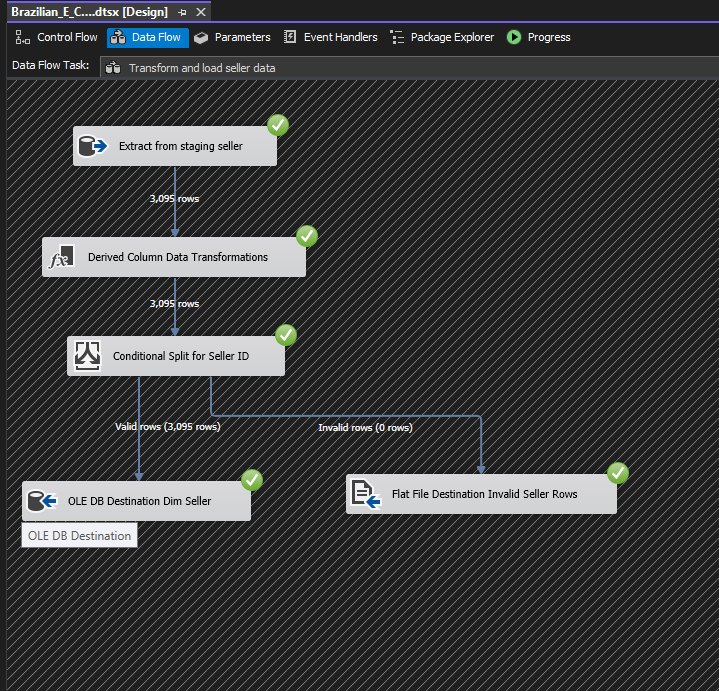 Brazilian_E_C....dtsx [Design]
Control Flow
Data Flow
Parameters
Event Handlers
Package Explorer
Progress
Data Flow Task:
Transform and load seller data
Extract from staging seller
3,095 rows
fx
Derived Column Data Transformations
3,095 rows
Conditional Split for Seller ID
Valid rows (3,095 rows)
Invalid rows (0 rows)
OLE DB Destination Dim Seller
Flat File Destination Invalid Seller Rows
OLE DB Destination